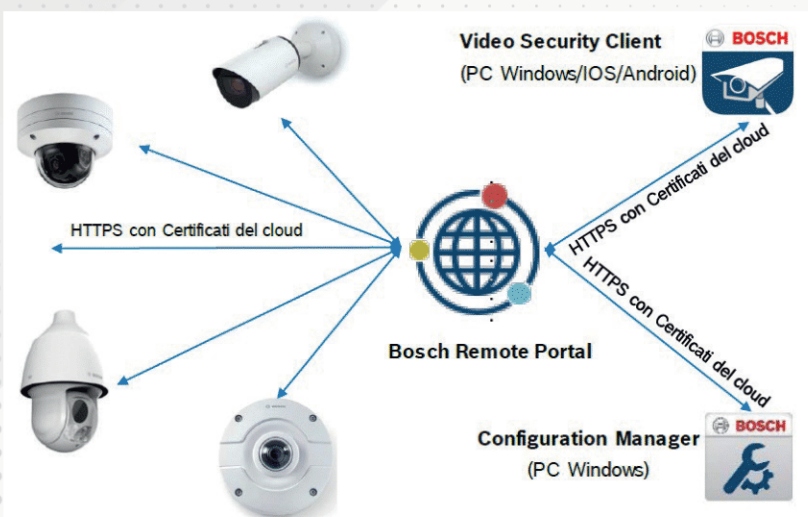 Video Security Client
(PC Windows/IOS/Android)
BOSCH
HTTPS con Certificati del cloud
HTTPS con Certificati del cloud
HTTPS con Certificati del cloud
Bosch Remote Portal
Configuration Manager
(PC Windows)
BOSCH